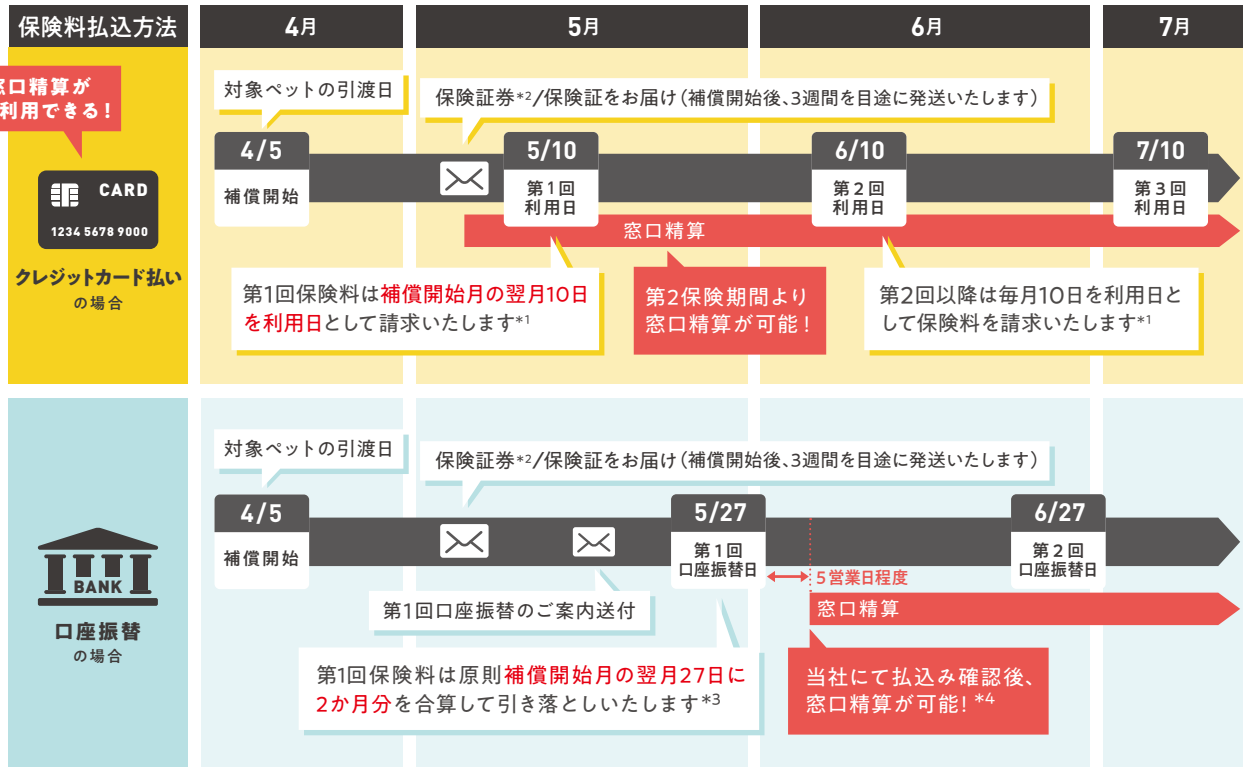 保険料払込方法
4月
5月
6月
7月
窓口精算が
利用できる！
CARD
1234 5678 9000
クレジットカード払い
の場合
対象ペットの引渡日
保険証券*2/保険証をお届け（補償開始後、3週間を目途に発送いたします）
4/5
補償開始
5/10
第1回
利用日
6/10
第2回
利用日
7/10
第3回
利用日
窓口精算
第1回保険料は補償開始月の翌月10日
を利用日として請求いたします*1
第2保険期間より
窓口精算が可能！
第2回以降は毎月10日を利用日と
して保険料を請求いたします*1
BANK
口座振替
の場合
対象ペットの引渡日
保険証券*2/保険証をお届け（補償開始後、3週間を目途に発送いたします）
4/5
補償開始
5/27
第1回
口座振替日
6/27
第2回
口座振替日
5営業日程度
窓口精算
第1回口座振替のご案内送付
第1回保険料は原則補償開始月の翌月27日に
2か月分を合算して引き落としいたします*3
当社にて払込み確認後、
窓口精算が可能！*4